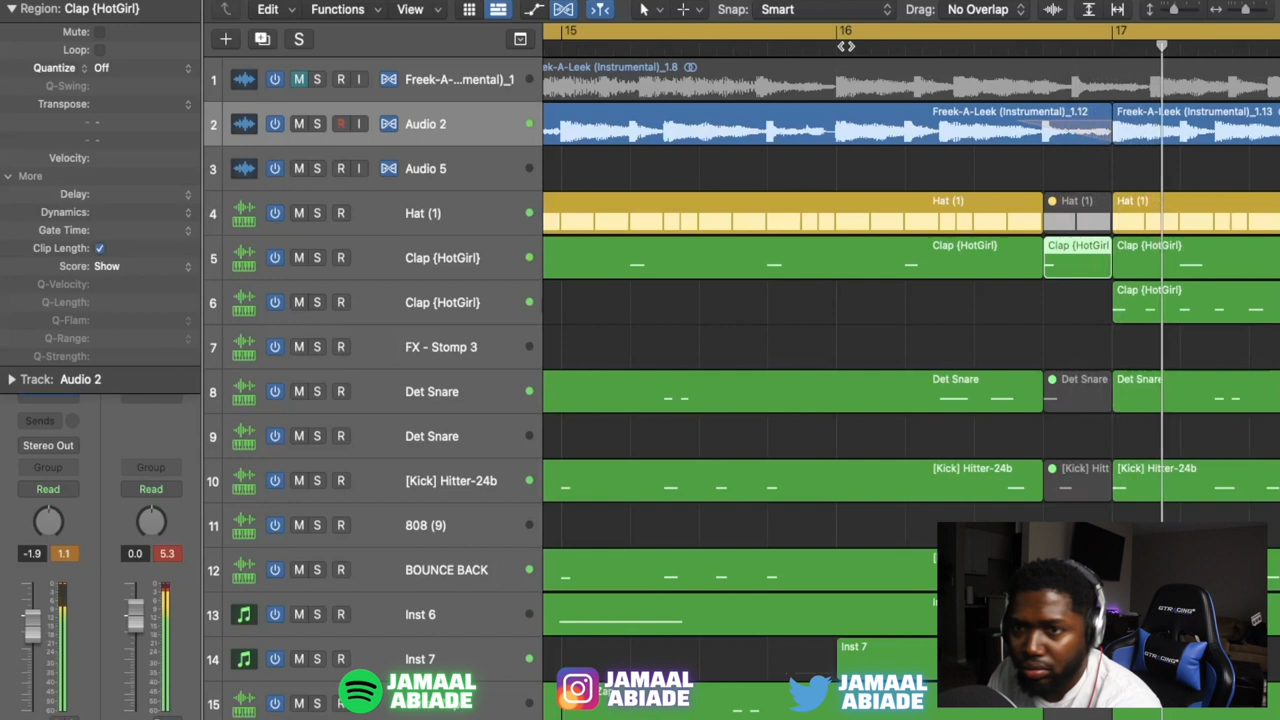 Region: Clap {HotGirl}
Mute:
Loop:
Quantize Off
Q-Swing:
Transpose:
Velocity:
More
Delay:
Dynamics:
Gate Time:
Clip Length:
Score: Show
Q-Velocity:
Q-Length:
Q-Flam:
Q-Range:
Q-Strength:
Track: Audio 2
Sends
Stereo Out
Group Group
Read Read
-1.9 1.1 0.0 5.3
Edit Functions View Snap: Smart Drag: No Overlap
S
15 16 17
1 M S R I Freek-A-...mental)_1
ek-A-Leek (Instrumental)_1.8
2 M S R I Audio 2
Freek-A-Leek (Instrumental)_1.12 Freek-A-Leek (Instrumental)_1.13
3 M S R I Audio 5
4 M S R Hat (1)
Hat (1) Hat (1) Hat (1)
5 M S R Clap {HotGirl}
Clap {HotGirl} Clap {HotGirl Clap {HotGirl}
6 M S R Clap {HotGirl}
Clap {HotGirl}
7 M S R FX - Stomp 3
8 M S R Det Snare
Det Snare Det Snare Det Snare
9 M S R Det Snare
10 M S R [Kick] Hitter-24b
[Kick] Hitter-24b [Kick] Hitt [Kick] Hitter-24b
11 M S R 808 (9)
12 M S R BOUNCE BACK
13 M S R Inst 6
14 M S R Inst 7
Inst 7
15
JAMAAL
ABIADE
JAMAAL
ABIADE
JAMAAL
ABIADE
GTRACING
GTRACING